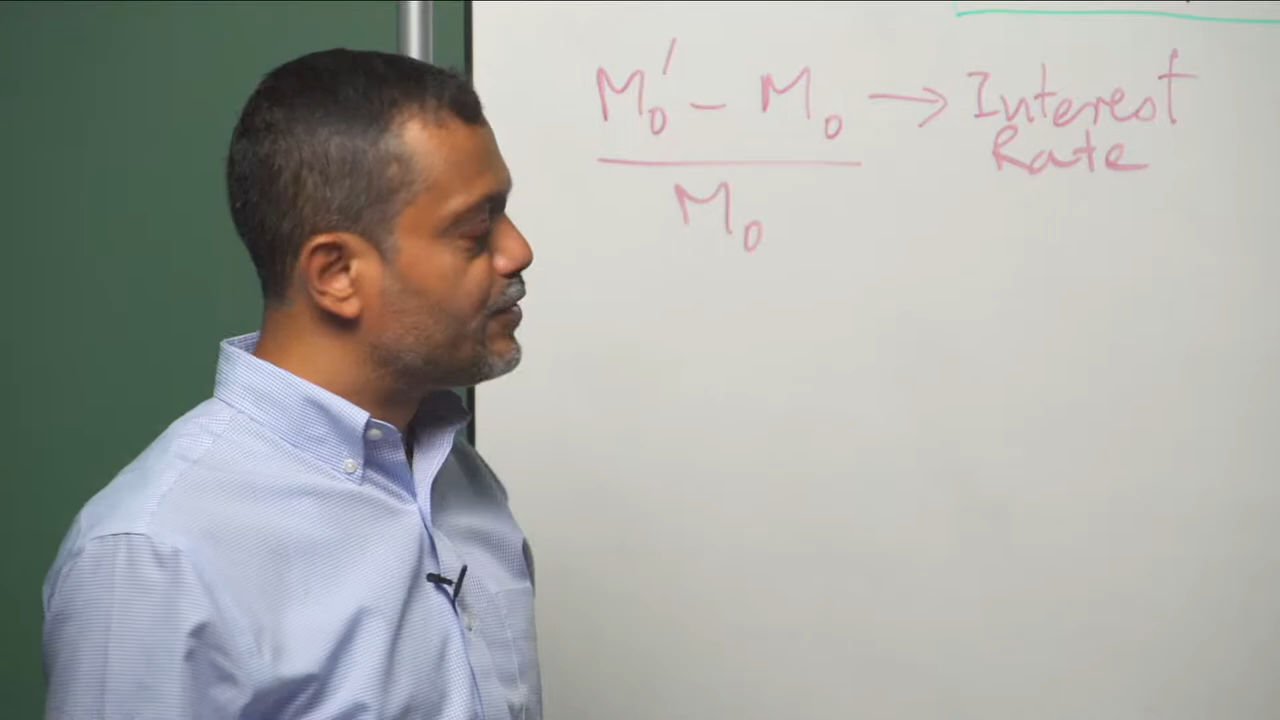 M₀′ − M₀ → Interest
Rate
M₀